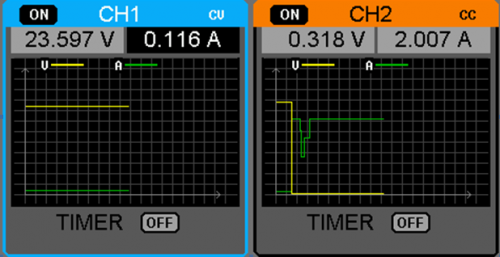 ON CH1 CV
23.597 V 0.116 A
V A
TIMER OFF
ON CH2 CC
0.318 V 2.007 A
V A
TIMER OFF